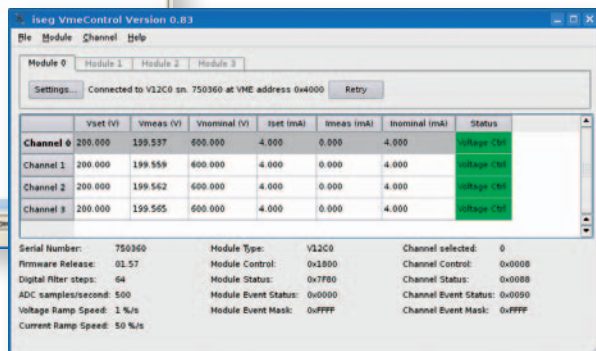 iseg VmeControl Version 0.83
File Module Channel Help
Module 0 Module 1 Module 2 Module 3
Settings... Connected to V12C0 sn. 750360 at VME address 0x4000 Retry
Vset (V) Vmeas (V) Vnominal (V) Iset (mA) Imeas (mA) Inominal (mA) Status
Channel 0 200.000 199.537 600.000 4.000 0.000 4.000 Voltage Ctrl
Channel 1 200.000 199.559 600.000 4.000 0.000 4.000 Voltage Ctrl
Channel 2 200.000 199.562 600.000 4.000 0.000 4.000 Voltage Ctrl
Channel 3 200.000 199.565 600.000 4.000 0.000 4.000 Voltage Ctrl
Serial Number: 750360 Module Type: V12C0 Channel selected: 0
Firmware Release: 01.57 Module Control: 0x1800 Channel Control: 0x0008
Digital filter steps: 64 Module Status: 0x7F80 Channel Status: 0x0088
ADC samples/second: 500 Module Event Status: 0x0000 Channel Event Status: 0x0090
Voltage Ramp Speed: 1 %/s Module Event Mask: 0xFFFF Channel Event Mask: 0xFFFF
Current Ramp Speed: 50 %/s